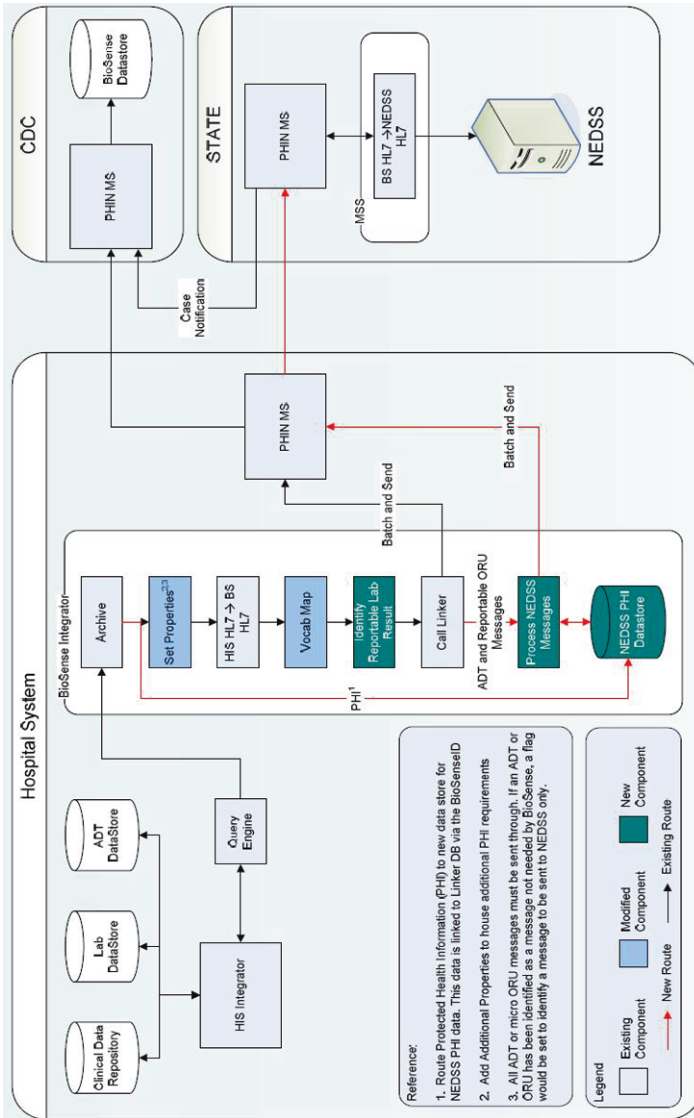 Hospital System
Clinical Data
Repository
Lab
DataStore
ADT
DataStore
HIS Integrator
Query
Engine
BioSense Integrator
Archive
Set Properties2,3
HIS HL7 → BS
HL7
Vocab Map
Identify
Reportable Lab
Result
Call Linker
ADT and Reportable ORU
Messages
Process NEDSS
Messages
NEDSS PHI
Datastore
PHI1
Batch and Send
Batch and Send
PHIN MS
Case
Notification
CDC
PHIN MS
BioSense
Datastore
STATE
PHIN MS
MSS
BS HL7 →NEDSS
HL7
NEDSS
Reference:
1. Route Protected Health Information (PHI) to new data store for
NEDSS PHI data. This data is linked to Linker DB via the BioSenseID
2. Add Additional Properties to house additional PHI requirements
3. All ADT or micro ORU messages must be sent through. If an ADT or
ORU has been identified as a message not needed by BioSense, a flag
would be set to identify a message to be sent to NEDSS only.
Legend
Existing
Component
Modified
Component
New
Component
New Route
Existing Route